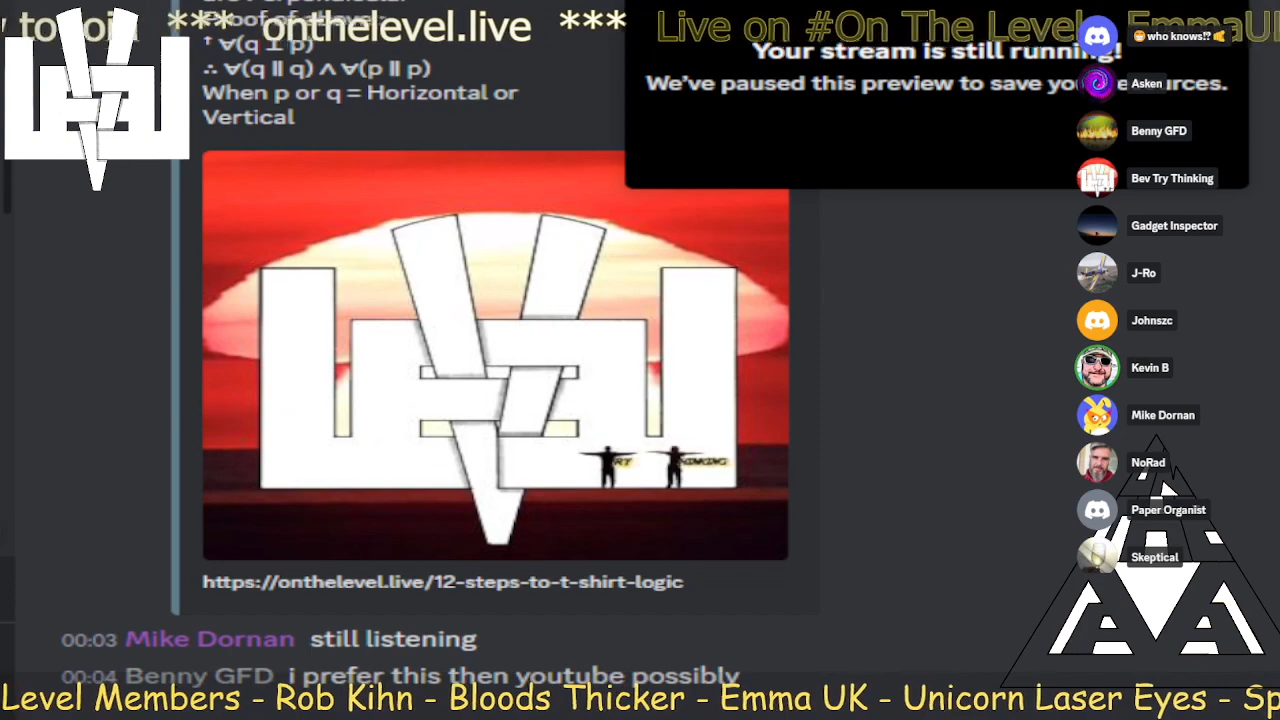 *** onthelevel.live ***
Live on #On The Level
† ∀(q ⊥ p)
∴ ∀(q ∥ q) ∧ ∀(p ∥ p)
When p or q = Horizontal or
Vertical
Your stream is still running!
We've paused this preview to save
who knows!?
Asken
Benny GFD
Bev Try Thinking
Gadget Inspector
J-Ro
Johnszc
Kevin B
Mike Dornan
NoRad
Paper Organist
Skeptical
https://onthelevel.live/12-steps-to-t-shirt-logic
00:03 Mike Dornan still listening
00:04 Benny GFD i prefer this then youtube possibly
Level Members - Rob Kihn - Bloods Thicker - Emma UK - Unicorn Laser Eyes - Sp